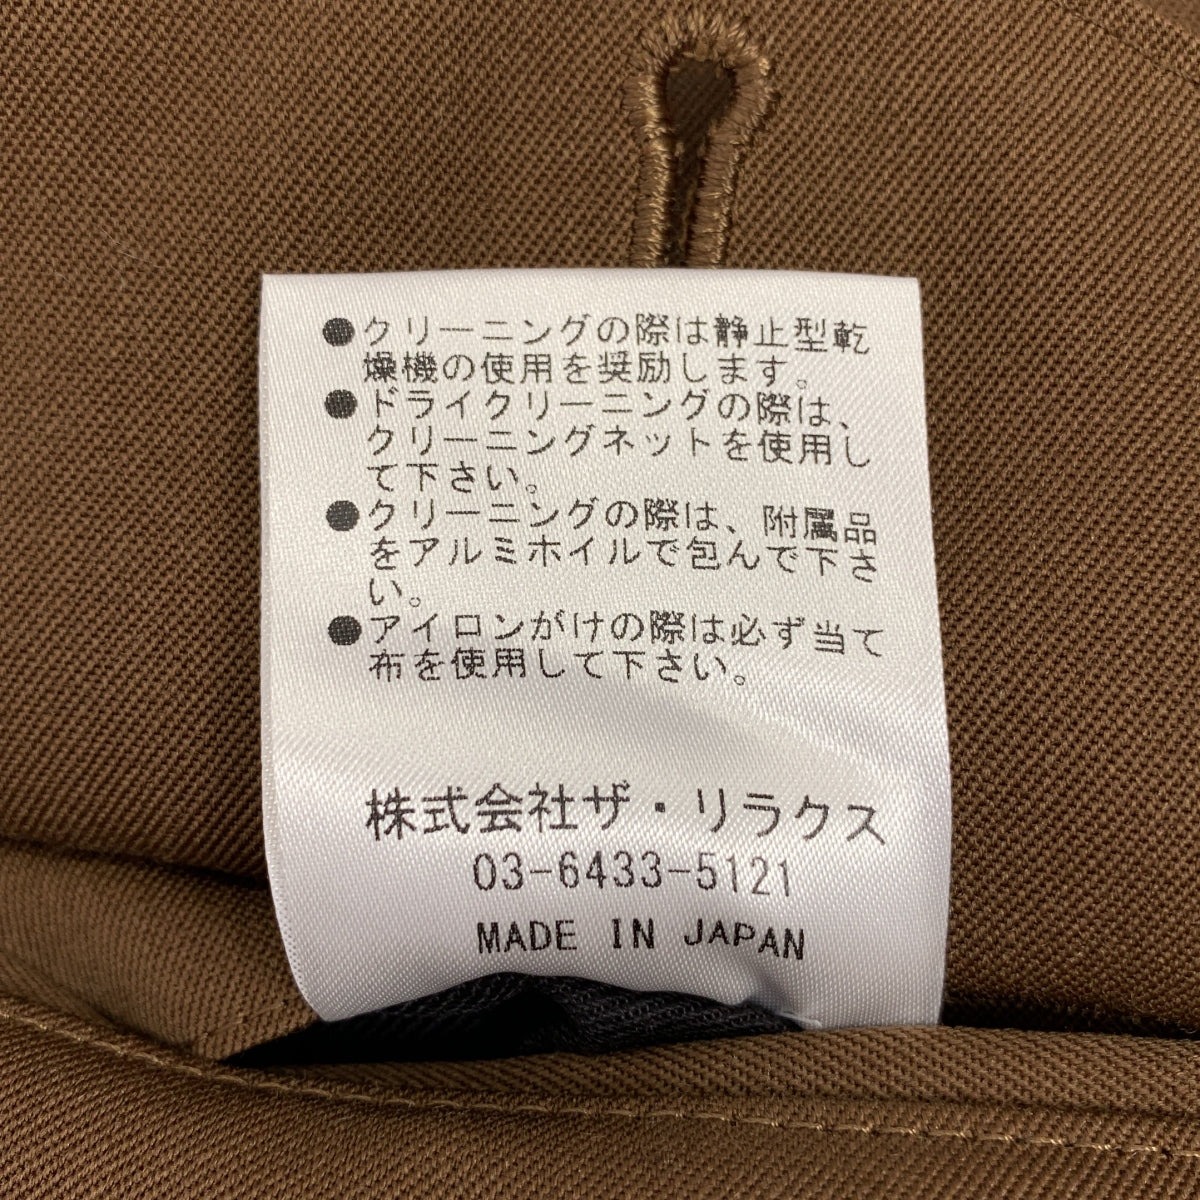 ●クリーニングの際は静止型乾
燥機の使用を奨励します。
●ドライクリーニングの際は、
クリーニングネットを使用し
て下さい。
●クリーニングの際は、附属品
をアルミホイルで包んで下さ
い。
●アイロンがけの際は必ず当て
布を使用して下さい。
株式会社ザ・リラクス
03-6433-5121
MADE IN JAPAN